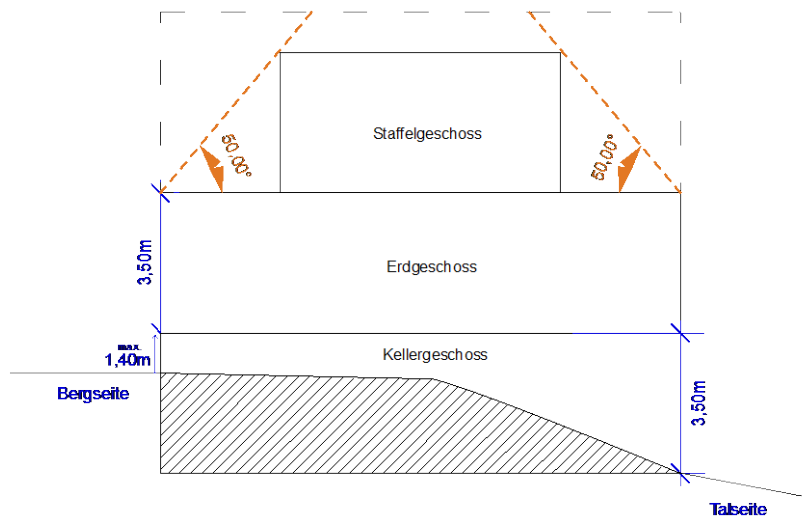 Staffelgeschoss
50,00°
50,00°
Erdgeschoss
3,50m
max.
1,40m
Kellergeschoss
Bergseite
3,50m
Talseite